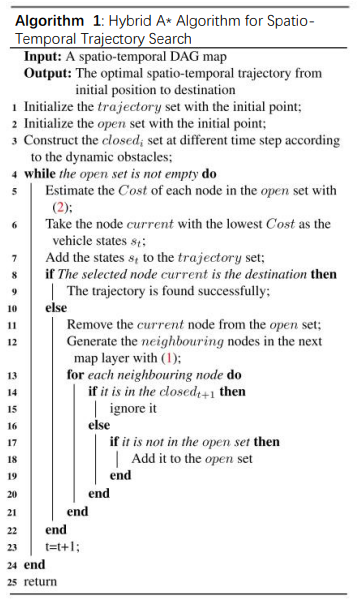 Algorithm 1: Hybrid A* Algorithm for Spatio-
Temporal Trajectory Search
Input: A spatio-temporal DAG map
Output: The optimal spatio-temporal trajectory from
initial position to destination
1 Initialize the trajectory set with the initial point;
2 Initialize the open set with the initial point;
3 Construct the closedᵢ set at different time step according
to the dynamic obstacles;
4 while the open set is not empty do
5 Estimate the Cost of each node in the open set with
(2);
6 Take the node current with the lowest Cost as the
vehicle states sₜ;
7 Add the states sₜ to the trajectory set;
8 if The selected node current is the destination then
9 The trajectory is found successfully;
10 else
11 Remove the current node from the open set;
12 Generate the neighbouring nodes in the next
map layer with (1);
13 for each neighbouring node do
14 if it is in the closedₜ₊₁ then
15 ignore it
16 else
17 if it is not in the open set then
18 Add it to the open set
19 end
20 end
21 end
22 end
23 t=t+1;
24 end
25 return